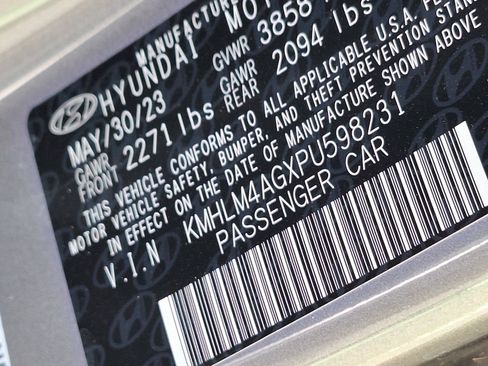 MANUFACTURE
HYUNDAI MOT
MAY/30/23 GVWR 3858
GAWR FRONT 2271 lbs GAWR REAR 2094 lbs
THIS VEHICLE CONFORMS TO ALL APPLICABLE U.S.A. FE
MOTOR VEHICLE SAFETY, BUMPER, AND THEFT PREVENTION STAN
IN EFFECT ON THE DATE OF MANUFACTURE SHOWN ABOVE
V.I.N KMHLM4AGXPU598231
PASSENGER CAR